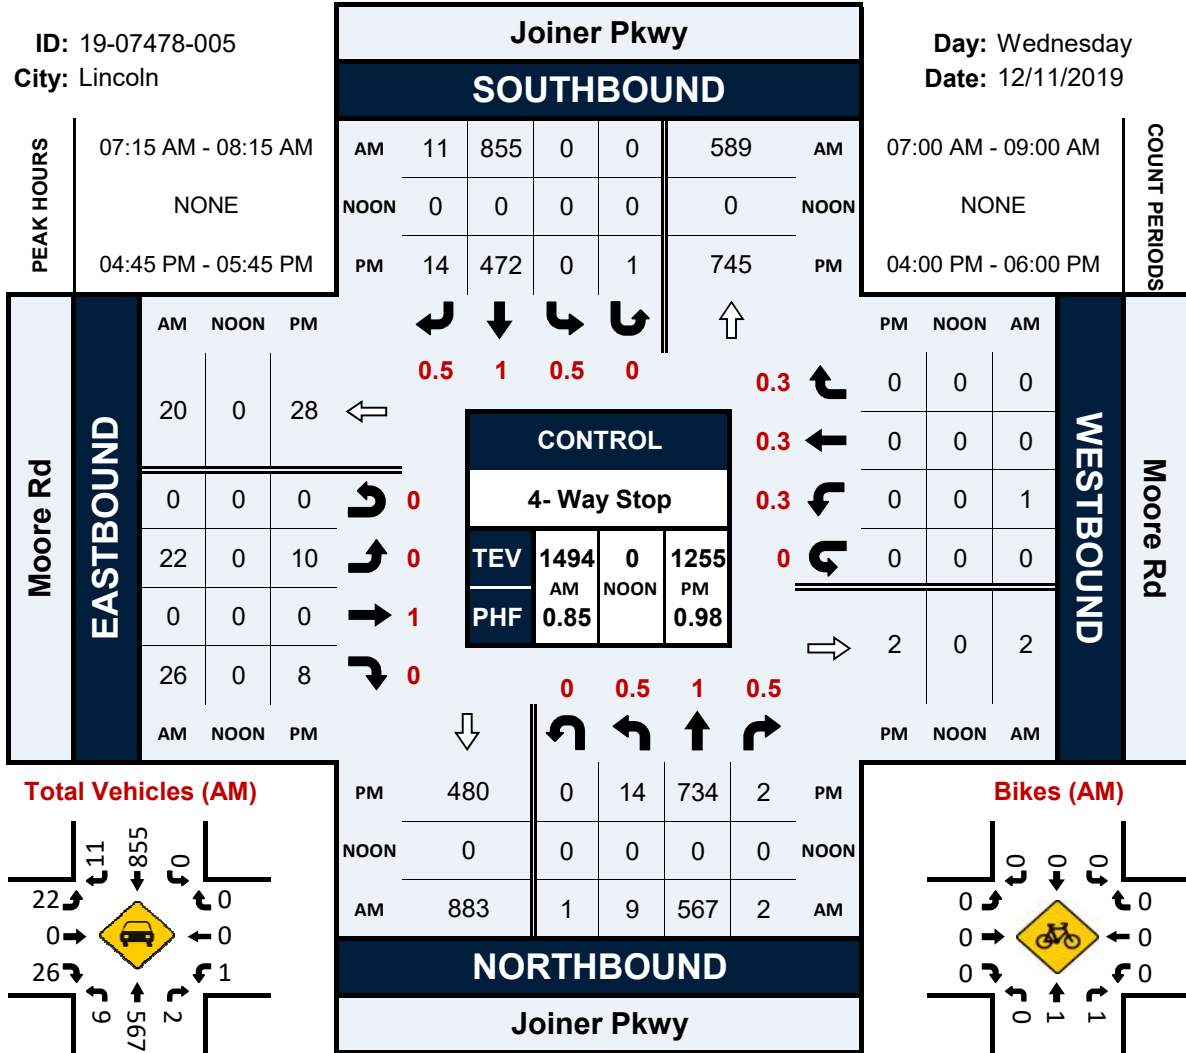 Joiner Pkwy
ID: 19-07478-005
Day: Wednesday
City: Lincoln
Date: 12/11/2019
SOUTHBOUND
PEAK HOURS
07:15 AM - 08:15 AM
NONE
04:45 PM - 05:45 PM
AM 11 855 0 0 589 AM
NOON 0 0 0 0 0 NOON
PM 14 472 0 1 745 PM
07:00 AM - 09:00 AM
NONE
04:00 PM - 06:00 PM
COUNT PERIODS
0.5 1 0.5 0
Moore Rd
EASTBOUND
AM NOON PM
20 0 28
0 0 0 0
22 0 10 0
0 0 0 1
26 0 8 0
AM NOON PM
CONTROL
4- Way Stop
TEV 1494 0 1255
AM NOON PM
PHF 0.85 0.98
PM NOON AM
0.3 0 0 0
0.3 0 0 0
0.3 0 0 1
0 0 0 0
2 0 2
PM NOON AM
WESTBOUND
Moore Rd
0 0.5 1 0.5
PM 480 0 14 734 2 PM
NOON 0 0 0 0 0 NOON
AM 883 1 9 567 2 AM
NORTHBOUND
Joiner Pkwy
Total Vehicles (AM)
11 855 0
22 0
0 0
26 1
9 567 2
Bikes (AM)
0 0 0
0 0
0 0
0 0
0 1 1